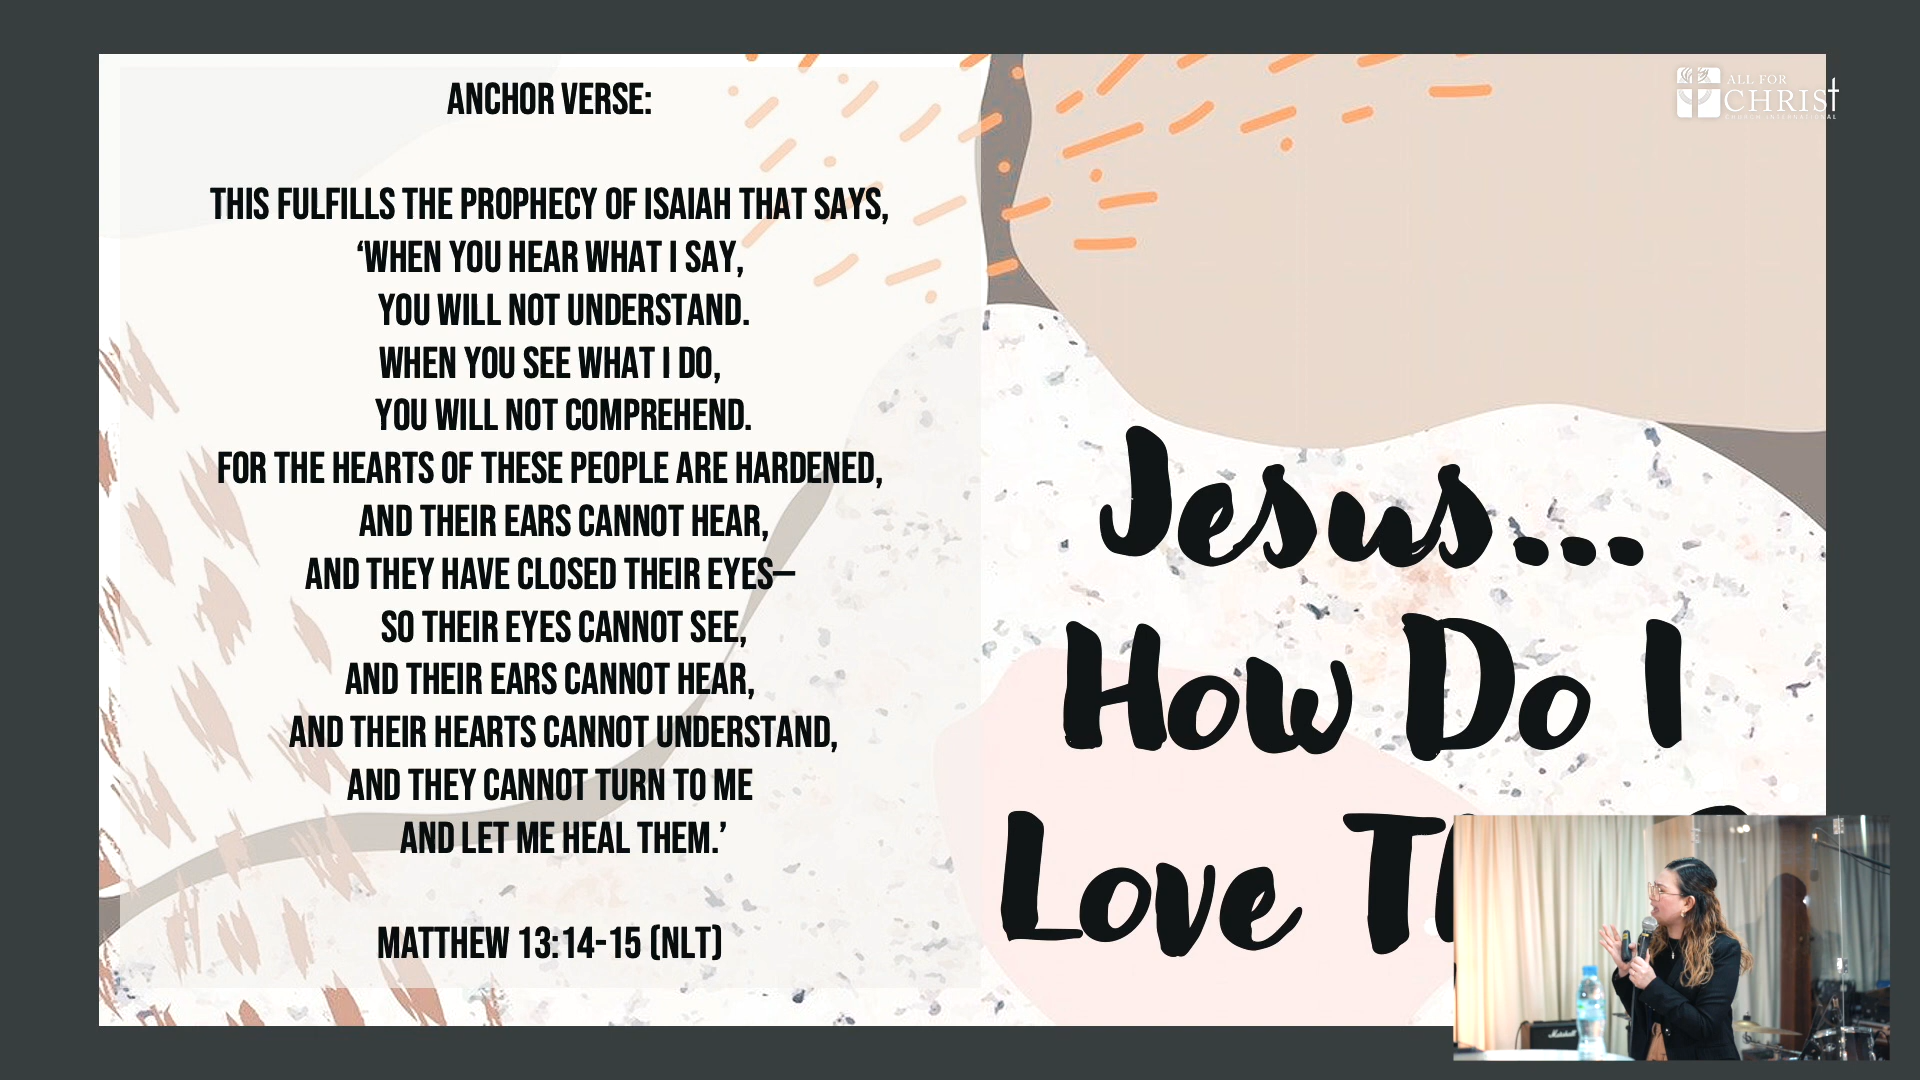 ANCHOR VERSE:
THIS FULFILLS THE PROPHECY OF ISAIAH THAT SAYS,
‘WHEN YOU HEAR WHAT I SAY,
YOU WILL NOT UNDERSTAND.
WHEN YOU SEE WHAT I DO,
YOU WILL NOT COMPREHEND.
FOR THE HEARTS OF THESE PEOPLE ARE HARDENED,
AND THEIR EARS CANNOT HEAR,
AND THEY HAVE CLOSED THEIR EYES—
SO THEIR EYES CANNOT SEE,
AND THEIR EARS CANNOT HEAR,
AND THEIR HEARTS CANNOT UNDERSTAND,
AND THEY CANNOT TURN TO ME
AND LET ME HEAL THEM.’
MATTHEW 13:14-15 (NLT)
ALL FOR
CHRIST
CHURCH INTERNATIONAL
Jesus...
How Do I
Love
Marshall